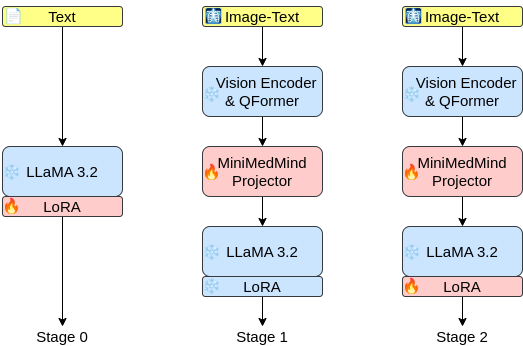 Text
LLaMA 3.2
LoRA
Stage 0
Image-Text
Vision Encoder
& QFormer
MiniMedMind
Projector
LLaMA 3.2
LoRA
Stage 1
Image-Text
Vision Encoder
& QFormer
MiniMedMind
Projector
LLaMA 3.2
LoRA
Stage 2